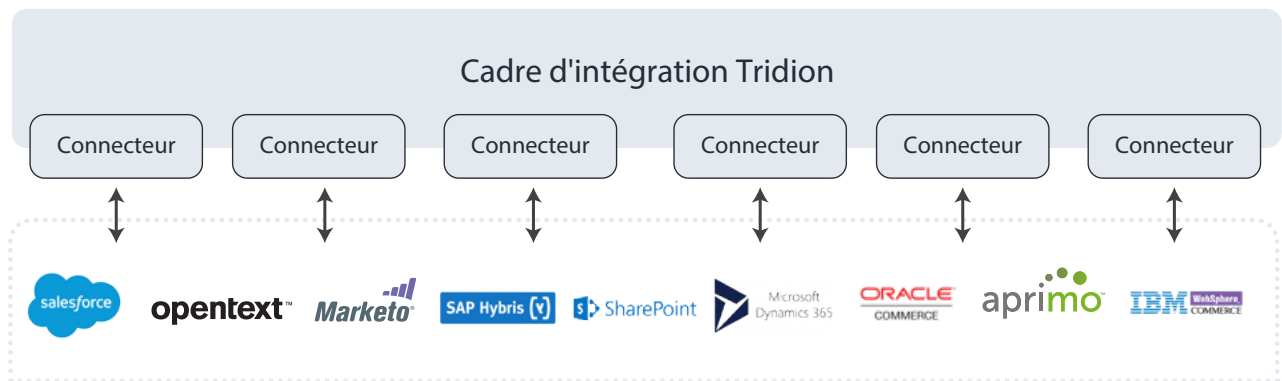 Cadre d'intégration Tridion
Connecteur
Connecteur
Connecteur
Connecteur
Connecteur
Connecteur
salesforce
opentext™
Marketo®
SAP Hybris (Y)
S SharePoint
Microsoft
Dynamics 365
ORACLE®
COMMERCE
aprimo™
IBM WebSphere.
COMMERCE